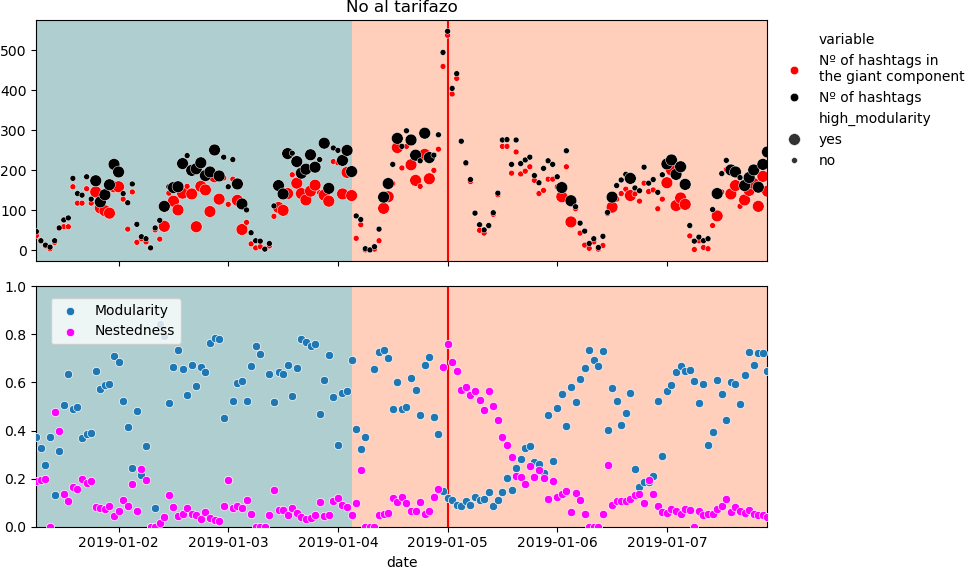 No al tarifazo
500
400
300
200
100
0
variable
Nº of hashtags in
the giant component
Nº of hashtags
high_modularity
yes
no
1.0
0.8
0.6
0.4
0.2
0.0
Modularity
Nestedness
2019-01-02 2019-01-03 2019-01-04 2019-01-05 2019-01-06 2019-01-07
date